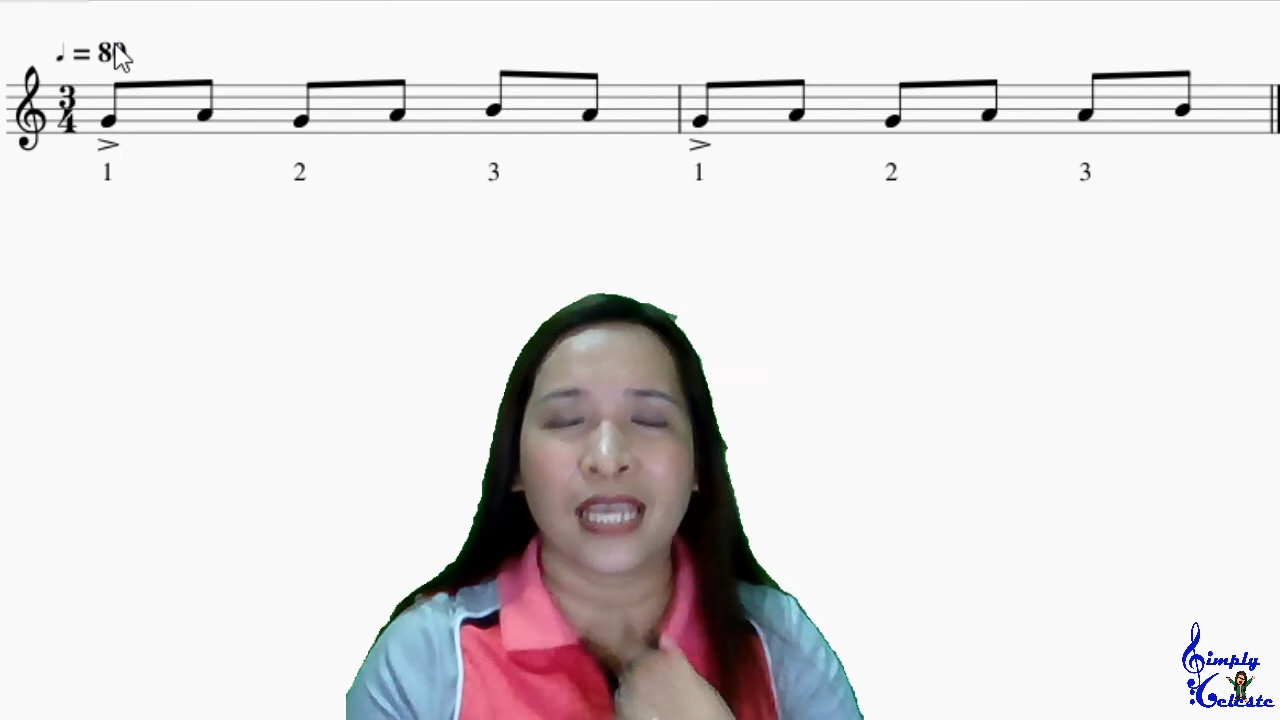 ♩ = 8
3
4
1 2 3 1 2 3
Simply
Celeste